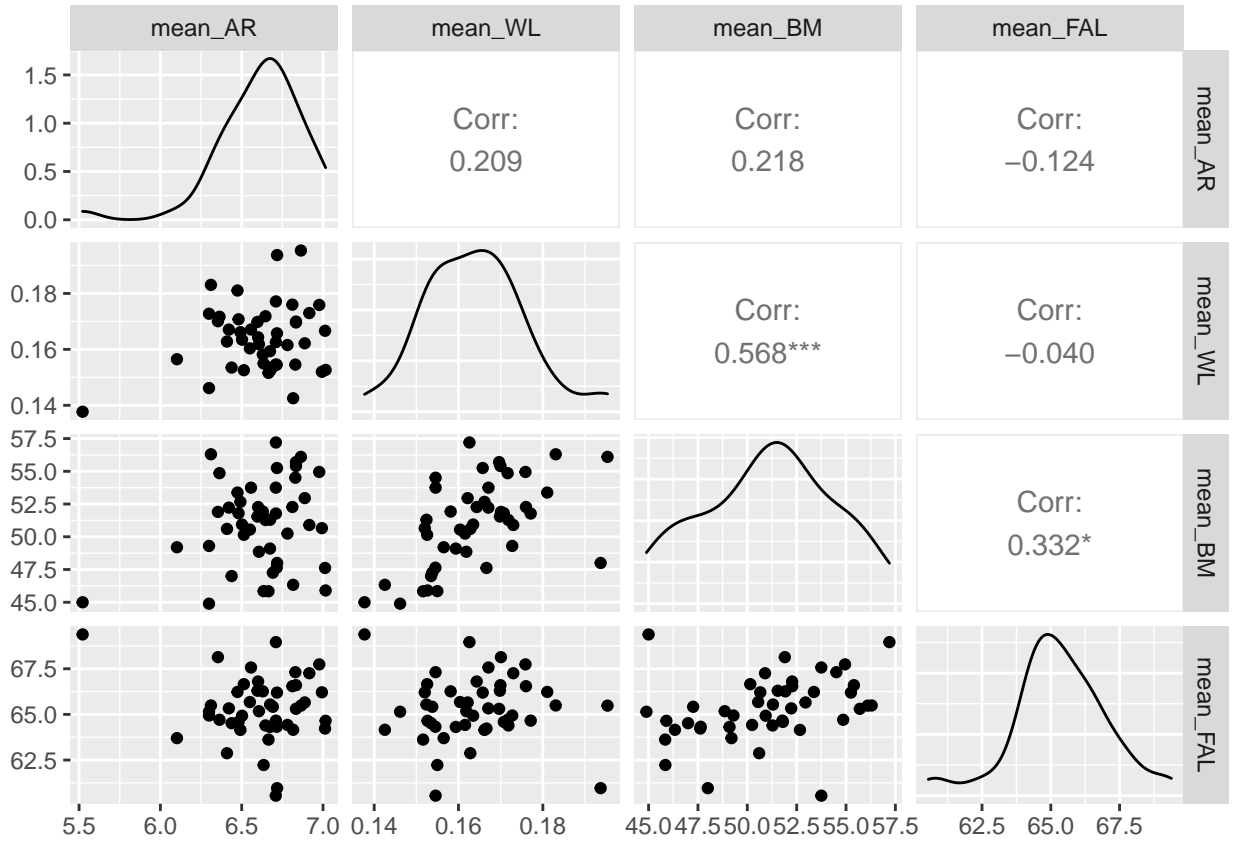 mean_AR mean_WL mean_BM mean_FAL
1.5
1.0
0.5
0.0
Corr:
0.209
Corr:
0.218
Corr:
−0.124
mean_AR
0.18
0.16
0.14
Corr:
0.568***
Corr:
−0.040
mean_WL
57.5
55.0
52.5
50.0
47.5
45.0
Corr:
0.332*
mean_BM
67.5
65.0
62.5
mean_FAL
5.5 6.0 6.5 7.0 0.14 0.16 0.18 45.0 47.5 50.0 52.5 55.0 57.5 62.5 65.0 67.5